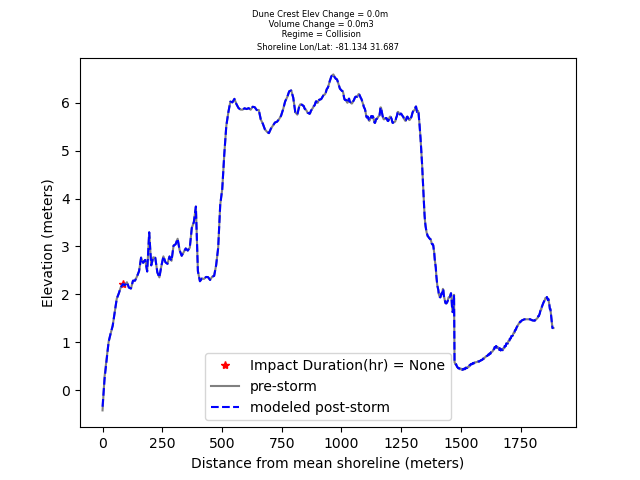 Dune Crest Elev Change = 0.0m
Volume Change = 0.0m3
Regime = Collision
Shoreline Lon/Lat: -81.134 31.687
6
5
4
3
2
1
0
Elevation (meters)
Impact Duration(hr) = None
pre-storm
modeled post-storm
0
250
500
750
1000
1250
1500
1750
Distance from mean shoreline (meters)